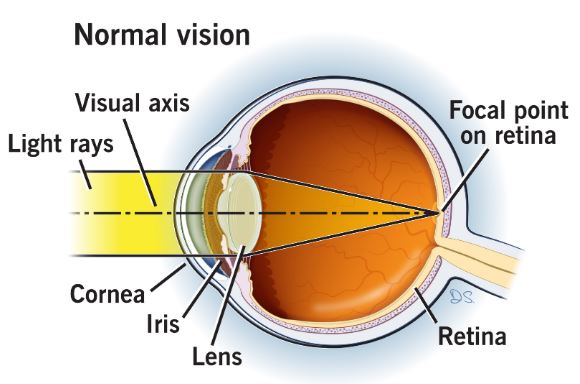 Normal vision
Visual axis
Light rays
Focal point
on retina
Cornea
Iris
Lens
Retina
DS.